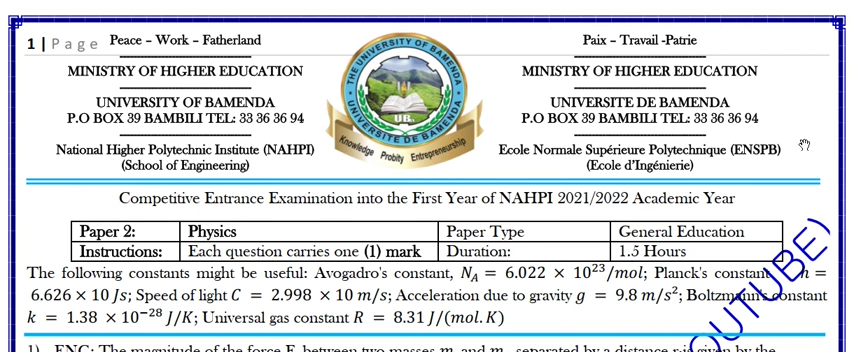 1 | Page
Peace – Work – Fatherland
MINISTRY OF HIGHER EDUCATION
UNIVERSITY OF BAMENDA
P.O BOX 39 BAMBILI TEL: 33 36 36 94
National Higher Polytechnic Institute (NAHPI)
(School of Engineering)
THE UNIVERSITY OF BAMENDA
UBa
UNIVERSITE DE BAMENDA
Knowledge Probity Entrepreneurship
Paix – Travail -Patrie
MINISTRY OF HIGHER EDUCATION
UNIVERSITE DE BAMENDA
P.O BOX 39 BAMBILI TEL: 33 36 36 94
Ecole Normale Supérieure Polytechnique (ENSPB)
(Ecole d'Ingénierie)
Competitive Entrance Examination into the First Year of NAHPI 2021/2022 Academic Year
Paper 2: Physics Paper Type General Education
Instructions: Each question carries one (1) mark Duration: 1.5 Hours
The following constants might be useful: Avogadro's constant, N_A = 6.022 × 10²³/mol; Planck's constant h =
6.626 × 10 Js; Speed of light C = 2.998 × 10 m/s; Acceleration due to gravity g = 9.8 m/s²; Boltzmann's constant
k = 1.38 × 10⁻²⁸ J/K; Universal gas constant R = 8.31 J/(mol.K)
OUTUBE)